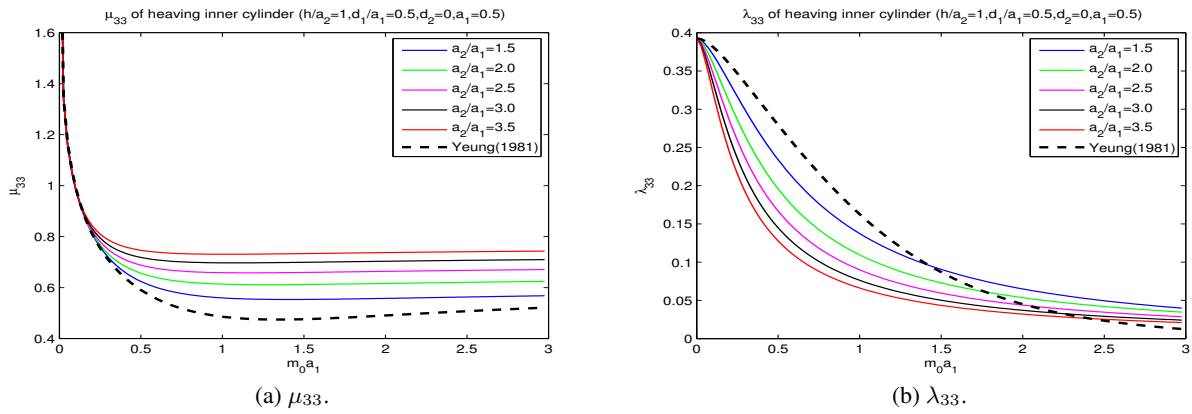 μ33 of heaving inner cylinder (h/a2=1,d1/a1=0.5,d2=0,a1=0.5)
1.6
1.4
1.2
1
0.8
0.6
0.4
μ33
0
0.5
1
1.5
2
2.5
3
m0a1
a2/a1=1.5
a2/a1=2.0
a2/a1=2.5
a2/a1=3.0
a2/a1=3.5
Yeung(1981)
(a) μ33.
λ33 of heaving inner cylinder (h/a2=1,d1/a1=0.5,d2=0,a1=0.5)
0.4
0.35
0.3
0.25
0.2
0.15
0.1
0.05
0
λ33
0
0.5
1
1.5
2
2.5
3
m0a1
a2/a1=1.5
a2/a1=2.0
a2/a1=2.5
a2/a1=3.0
a2/a1=3.5
Yeung(1981)
(b) λ33.